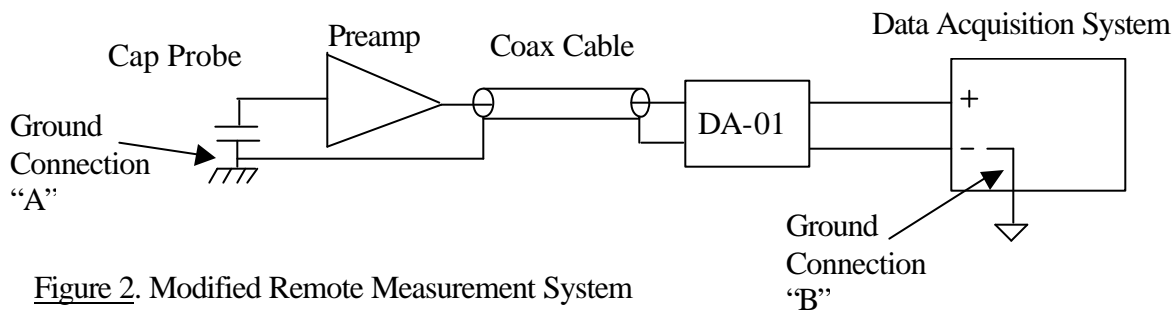 Data Acquisition System
Preamp
Coax Cable
Cap Probe
DA-01
+
Ground
Connection
“A”
Ground
Connection
“B”
Figure 2. Modified Remote Measurement System